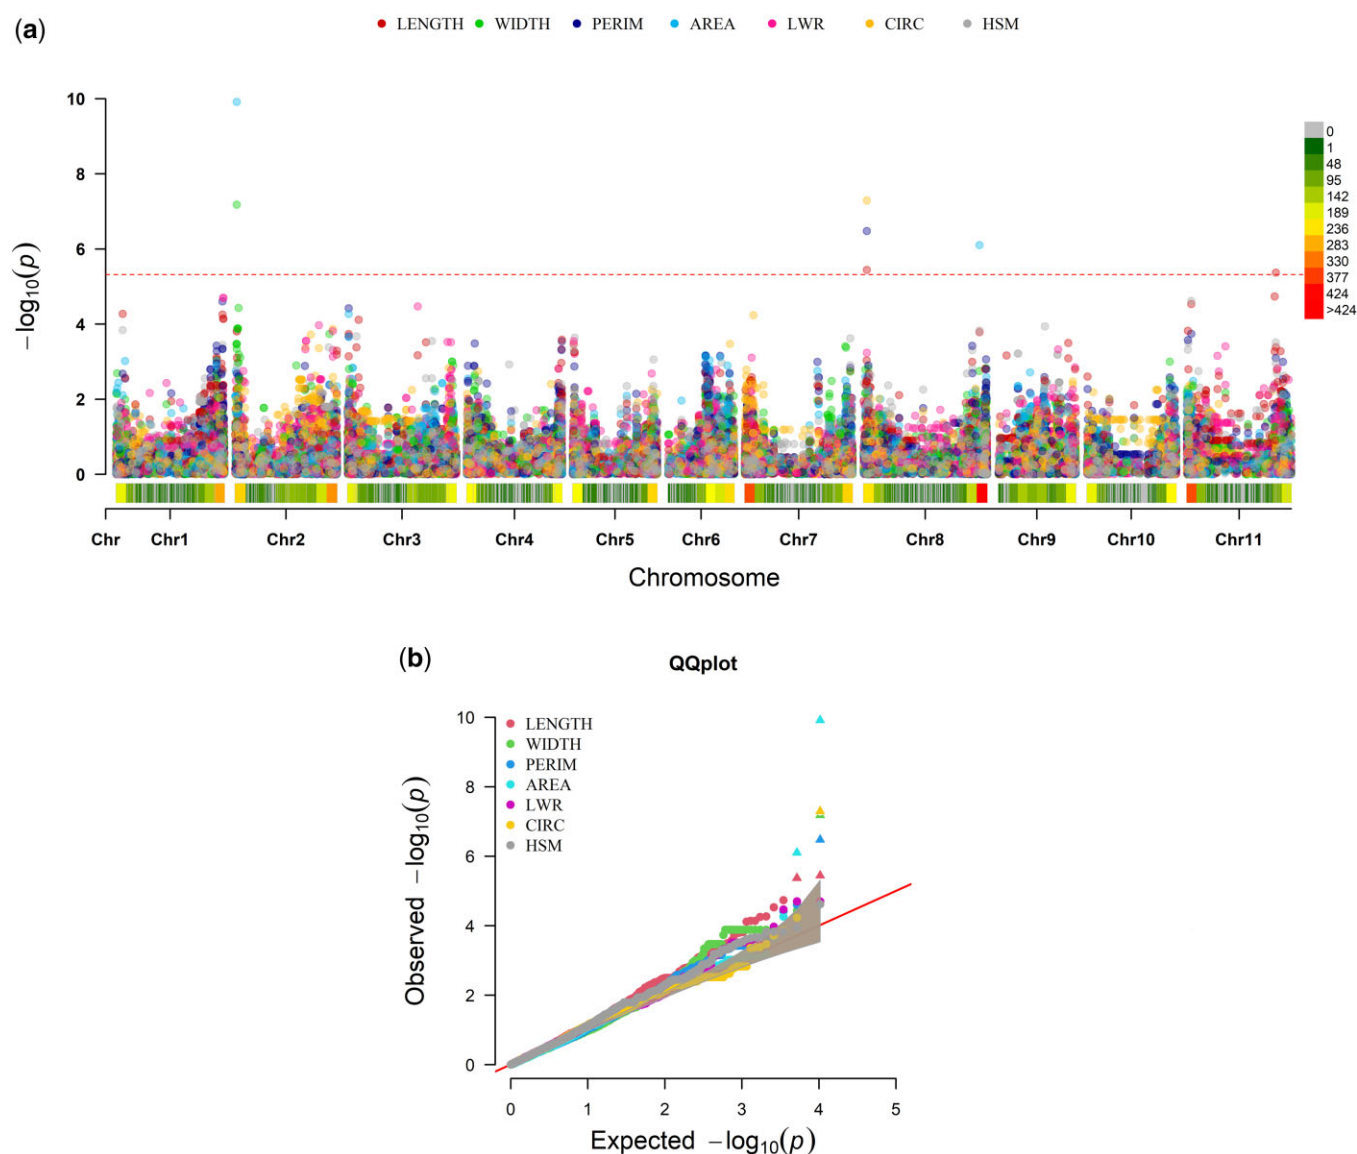 (a)
LENGTH WIDTH PERIM AREA LWR CIRC HSM
10
8
6
4
2
0
−log10(p)
0
1
48
95
142
189
236
283
330
377
424
>424
Chr Chr1 Chr2 Chr3 Chr4 Chr5 Chr6 Chr7 Chr8 Chr9 Chr10 Chr11
Chromosome
(b)
QQplot
10
8
6
4
2
0
Observed −log10(p)
LENGTH
WIDTH
PERIM
AREA
LWR
CIRC
HSM
0 1 2 3 4 5
Expected −log10(p)